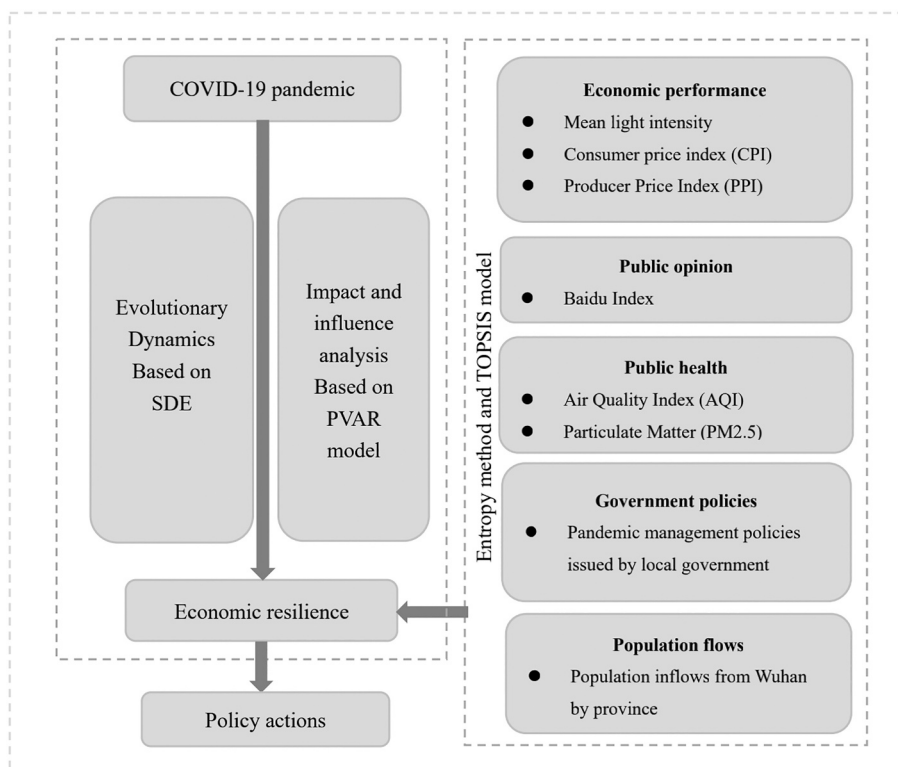 COVID-19 pandemic
Evolutionary
Dynamics
Based on
SDE
Impact and
influence
analysis
Based on
PVAR
model
Economic resilience
Policy actions
Entropy method and TOPSIS model
Economic performance
● Mean light intensity
● Consumer price index (CPI)
● Producer Price Index (PPI)
Public opinion
● Baidu Index
Public health
● Air Quality Index (AQI)
● Particulate Matter (PM2.5)
Government policies
● Pandemic management policies
issued by local government
Population flows
● Population inflows from Wuhan
by province